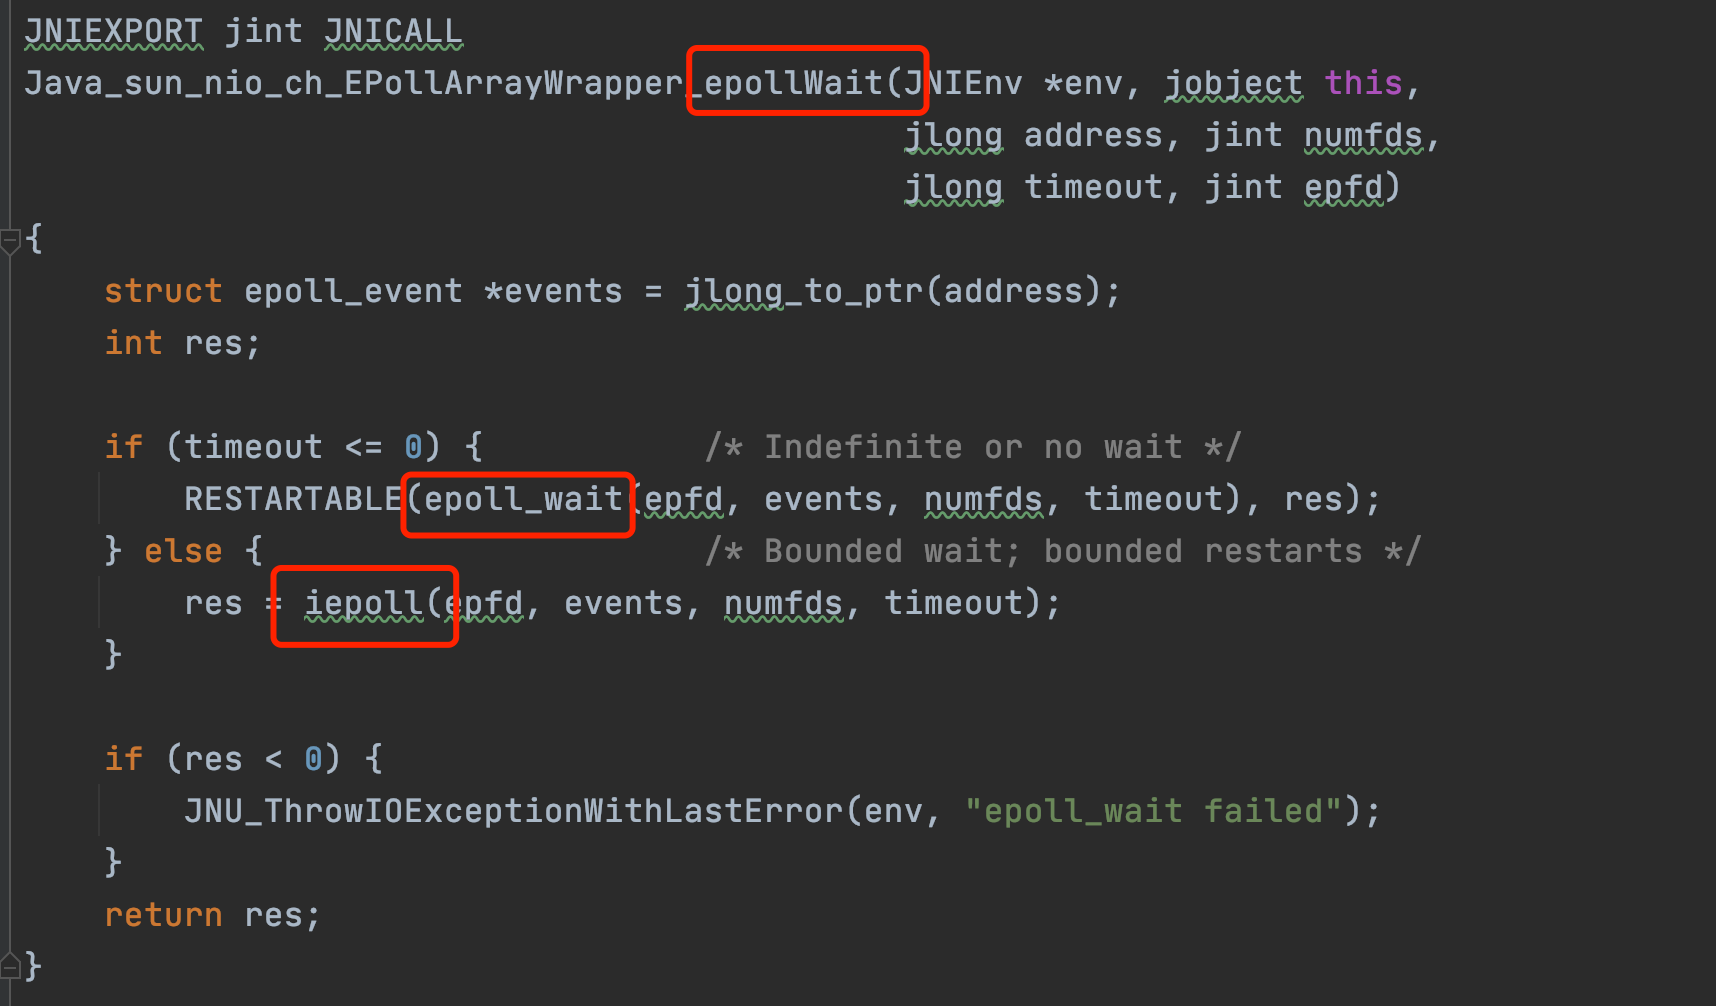 JNIEXPORT jint JNICALL
Java_sun_nio_ch_EPollArrayWrapper_epollWait(JNIEnv *env, jobject this,
                                            jlong address, jint numfds,
                                            jlong timeout, jint epfd)
{
    struct epoll_event *events = jlong_to_ptr(address);
    int res;

    if (timeout <= 0) {           /* Indefinite or no wait */
        RESTARTABLE(epoll_wait(epfd, events, numfds, timeout), res);
    } else {                      /* Bounded wait; bounded restarts */
        res = iepoll(epfd, events, numfds, timeout);
    }

    if (res < 0) {
        JNU_ThrowIOExceptionWithLastError(env, "epoll_wait failed");
    }
    return res;
}